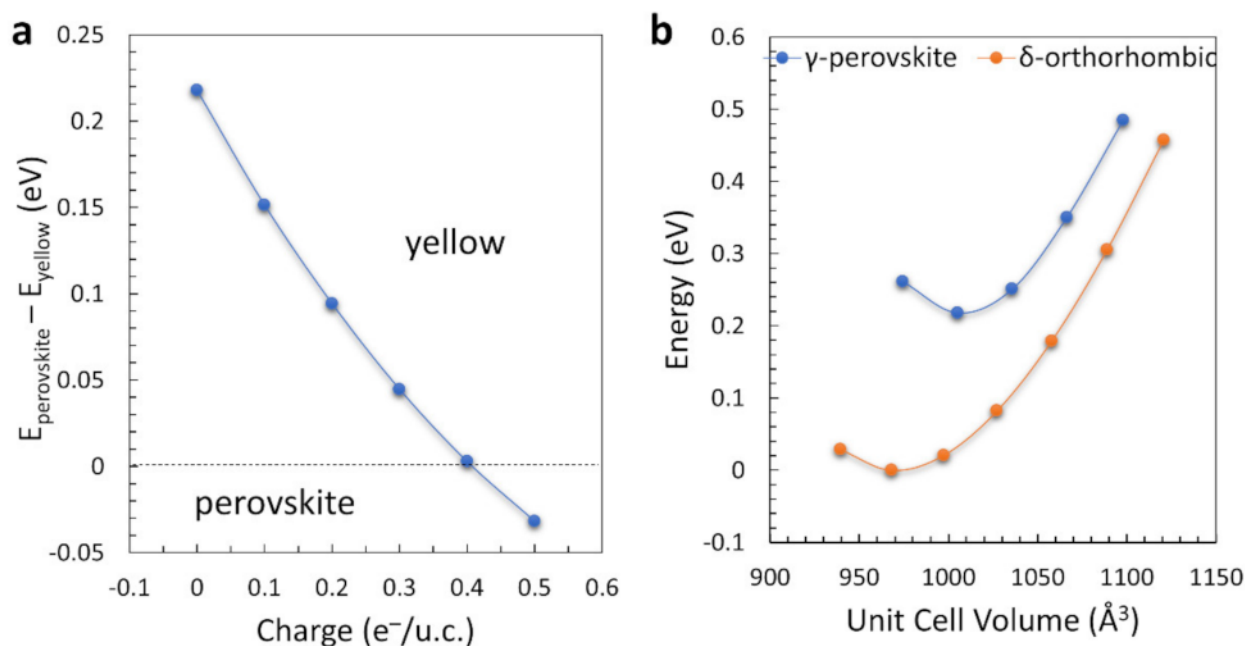 a
0.25
0.2
0.15
0.1
0.05
0
-0.05
E_perovskite – E_yellow (eV)
yellow
perovskite
-0.1 0 0.1 0.2 0.3 0.4 0.5 0.6
Charge (e⁻/u.c.)
b
γ-perovskite δ-orthorhombic
0.6
0.5
0.4
0.3
0.2
0.1
0
-0.1
Energy (eV)
900 950 1000 1050 1100 1150
Unit Cell Volume (Å³)